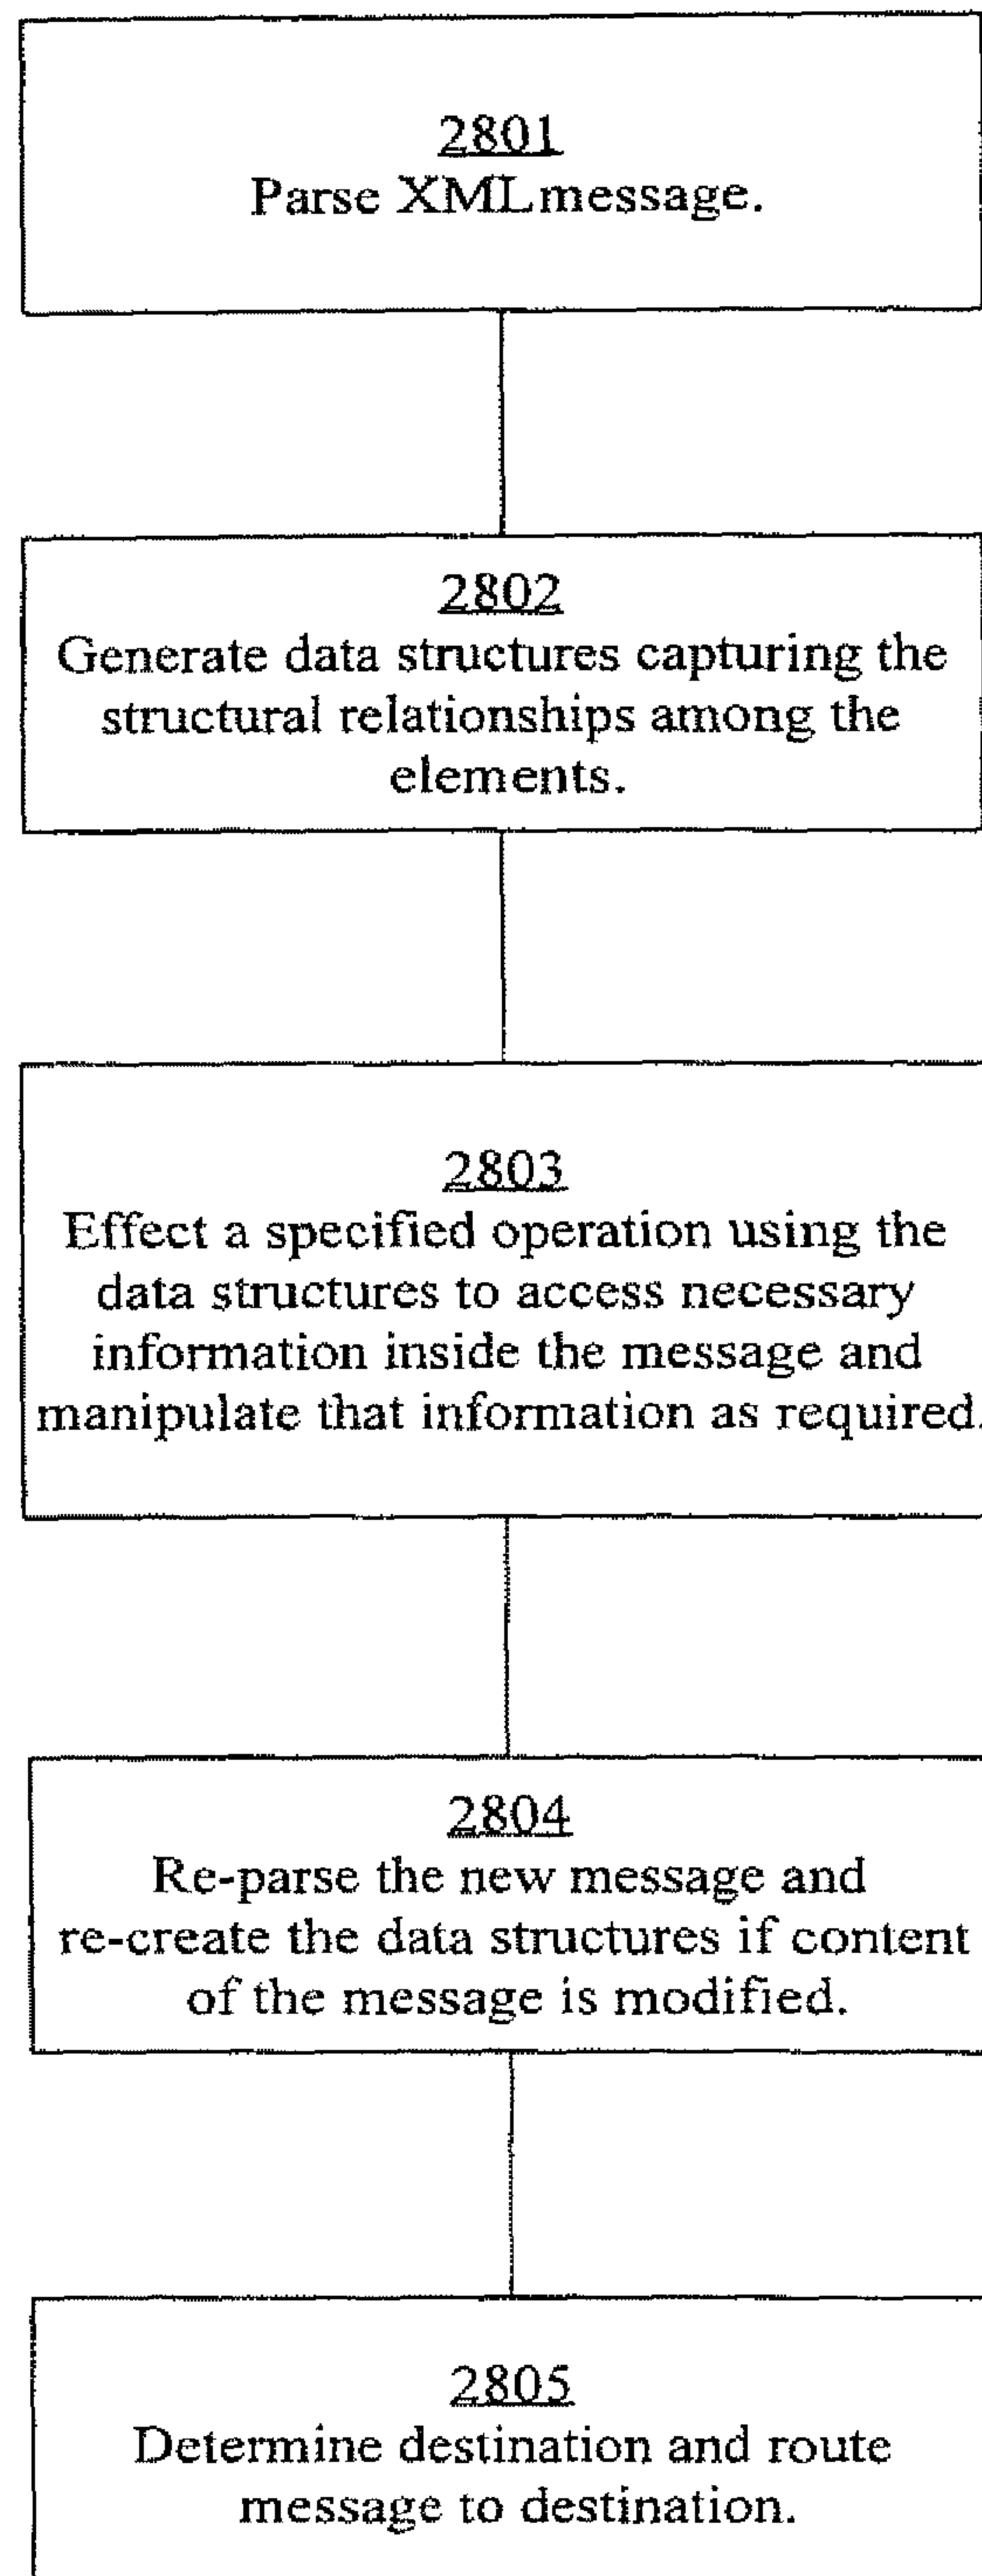 2801
Parse XML message.
2802
Generate data structures capturing the
structural relationships among the
elements.
2803
Effect a specified operation using the
data structures to access necessary
information inside the message and
manipulate that information as required.
2804
Re-parse the new message and
re-create the data structures if content
of the message is modified.
2805
Determine destination and route
message to destination.